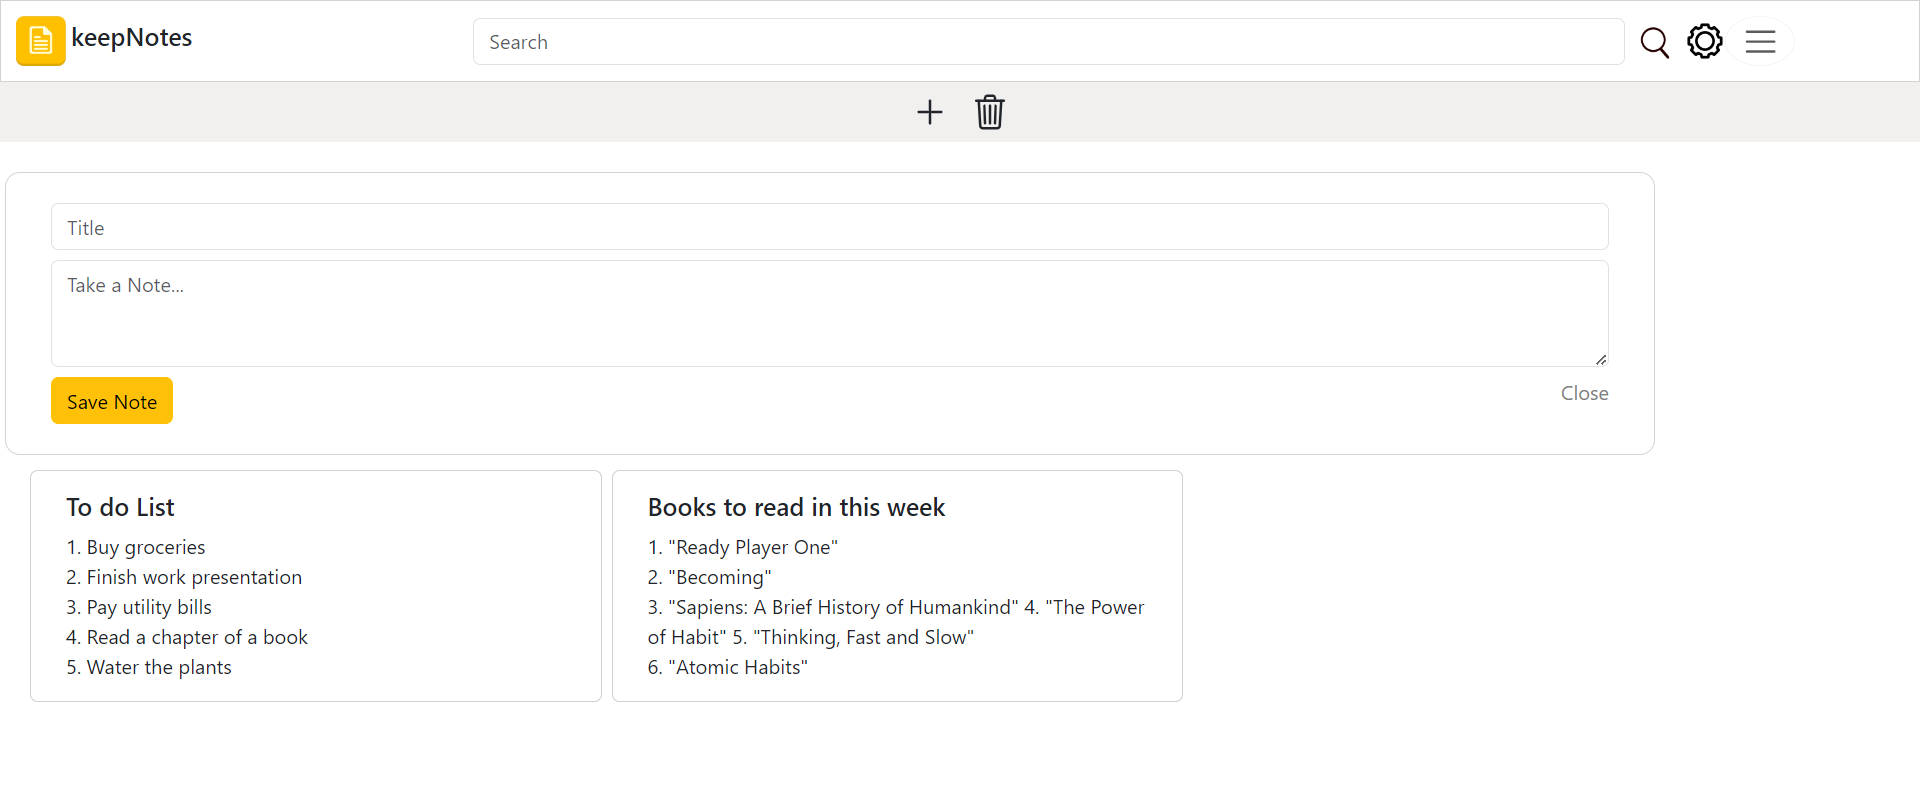 keepNotes
Search
Title
Take a Note...
Save Note
Close
To do List
1. Buy groceries
2. Finish work presentation
3. Pay utility bills
4. Read a chapter of a book
5. Water the plants
Books to read in this week
1. "Ready Player One"
2. "Becoming"
3. "Sapiens: A Brief History of Humankind" 4. "The Power
of Habit" 5. "Thinking, Fast and Slow"
6. "Atomic Habits"